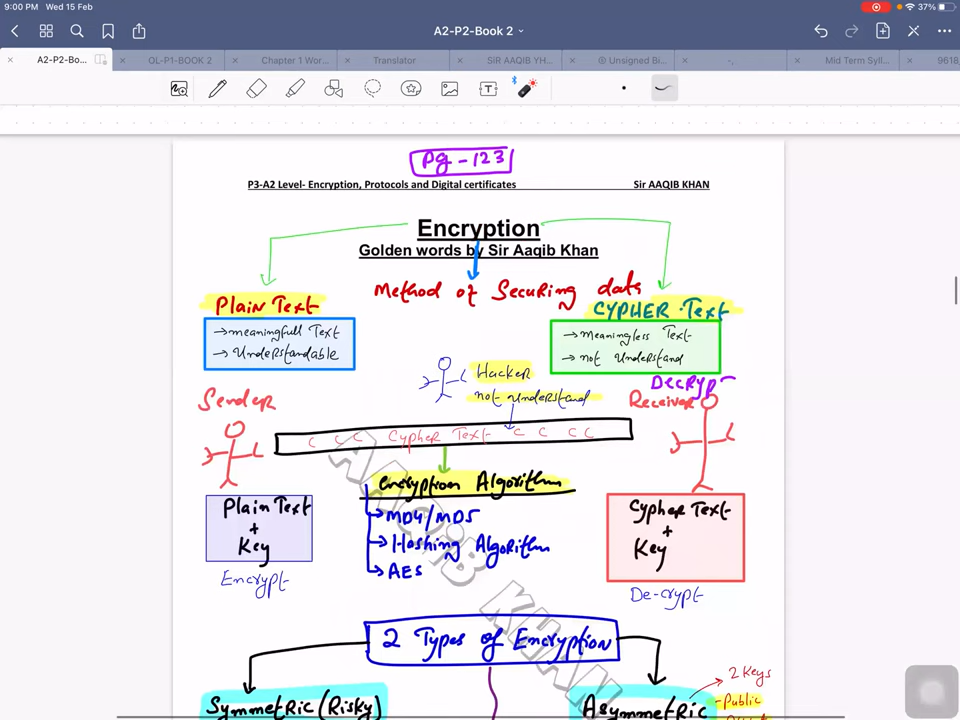 9:00 PM Wed 15 Feb
37%
A2-P2-Book 2
A2-P2-Bo...
OL-P1-BOOK 2
Chapter 1 Wor...
Translator
SIR AAQIB YH...
Unsigned Bi...
Mid Term Syll...
9618
Pg - 123
P3-A2 Level- Encryption, Protocols and Digital certificates Sir AAQIB KHAN
Encryption
Golden words by Sir Aaqib Khan
Method of Securing data
Plain Text
CYPHER Text
→ meaningfull Text
→ Understandable
→ meaningless Text
→ not Understand
Hacker
not understand
Decryp
Sender
Receiver
C C C Cypher Text C C C C
Encryption Algorithm
Plain Text
+
Key
Encrypt
→ MD4/MD5
→ Hashing Algorithm
→ AES
Cypher Text
+
Key
De-crypt
AAQIB KHAN
2 Types of Encryption
Symmetric (Risky)
Asymmetric
2 Keys
- Public